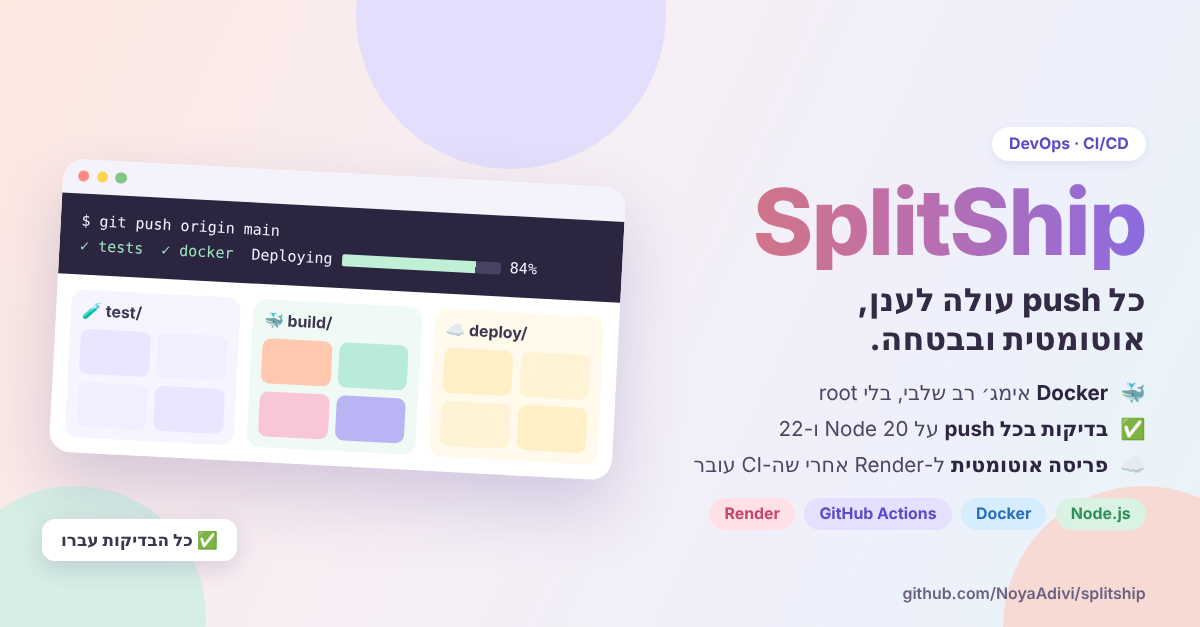 DevOps · CI/CD
SplitShip
כל push עולה לענן,
אוטומטית ובבטחה.
🐳 Docker אימג׳ רב שלבי, בלי root
✅ בדיקות בכל push על Node 20 ו-22
☁️ פריסה אוטומטית ל-Render אחרי שה-CI עובר
Render GitHub Actions Docker Node.js
github.com/NoyaAdivi/splitship
$ git push origin main
✓ tests ✓ docker Deploying 84%
🧪 test/ 🐳 build/ ☁️ deploy/
✅ כל הבדיקות עברו